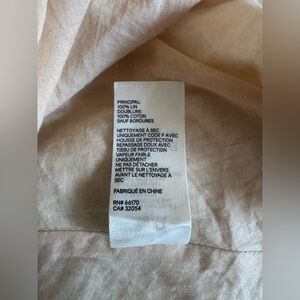 PRINCIPAL:
100% LIN
DOUBLURE:
100% COTON
SAUF BORDURES
NETTOYAGE À SEC
UNIQUEMENT CODE F AVEC
HOUSSE DE PROTECTION
REPASSAGE DOUX AVEC
TISSU DE PROTECTION
VAPEUR FAIBLE
UNIQUEMENT
NE PAS DÉTACHER
METTRE SUR L'ENVERS
AVANT LE NETTOYAGE À
SEC
FABRIQUÉ EN CHINE
RN# 66170
CA# 32054